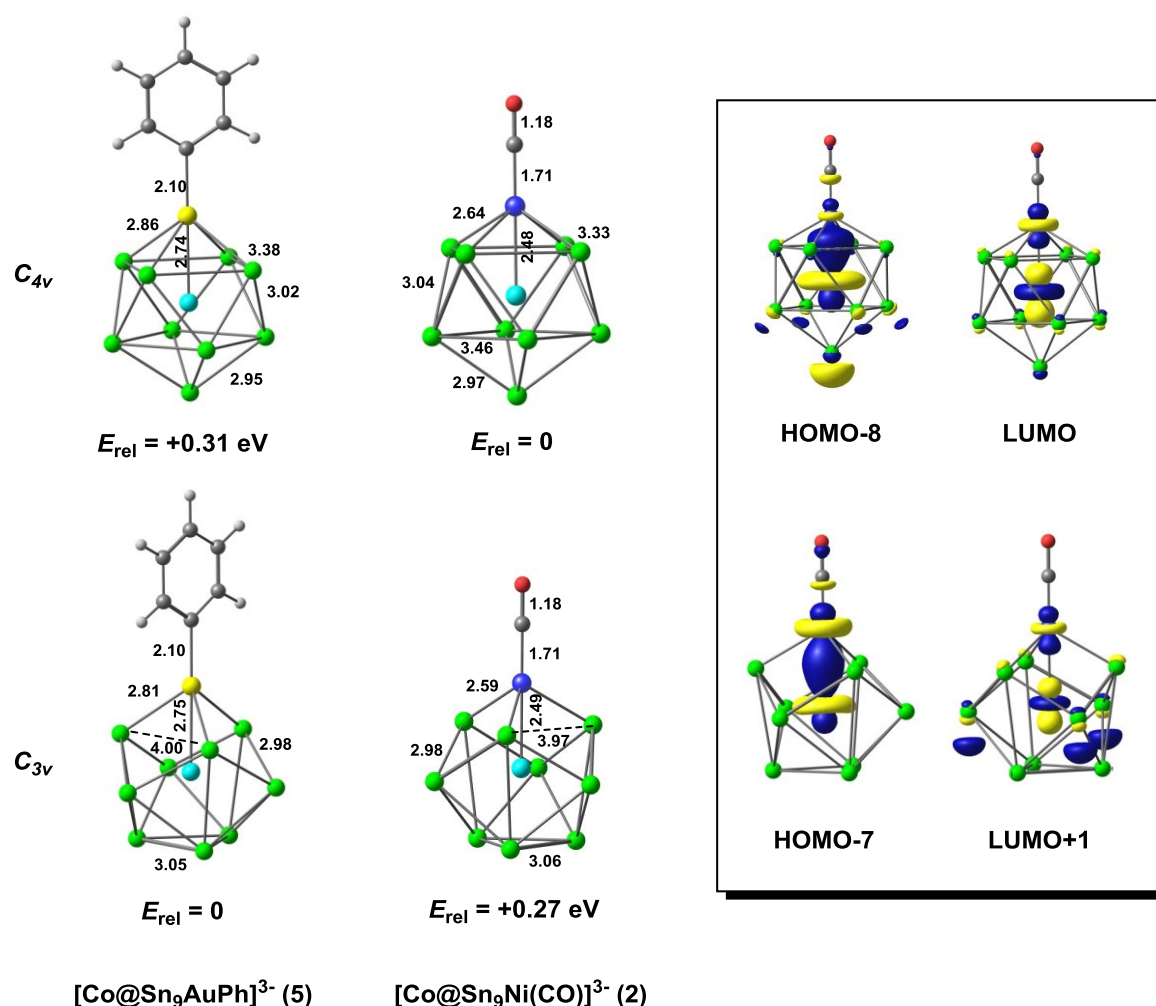 2.10
2.86
2.74
3.38
3.02
2.95
C4v
Erel = +0.31 eV
1.18
1.71
2.64
2.48
3.33
3.04
3.46
2.97
Erel = 0
HOMO-8
LUMO
2.10
2.81
2.75
4.00
2.98
3.05
C3v
Erel = 0
1.18
1.71
2.59
2.49
2.98
3.97
3.06
Erel = +0.27 eV
HOMO-7
LUMO+1
[Co@Sn9AuPh]3- (5)
[Co@Sn9Ni(CO)]3- (2)